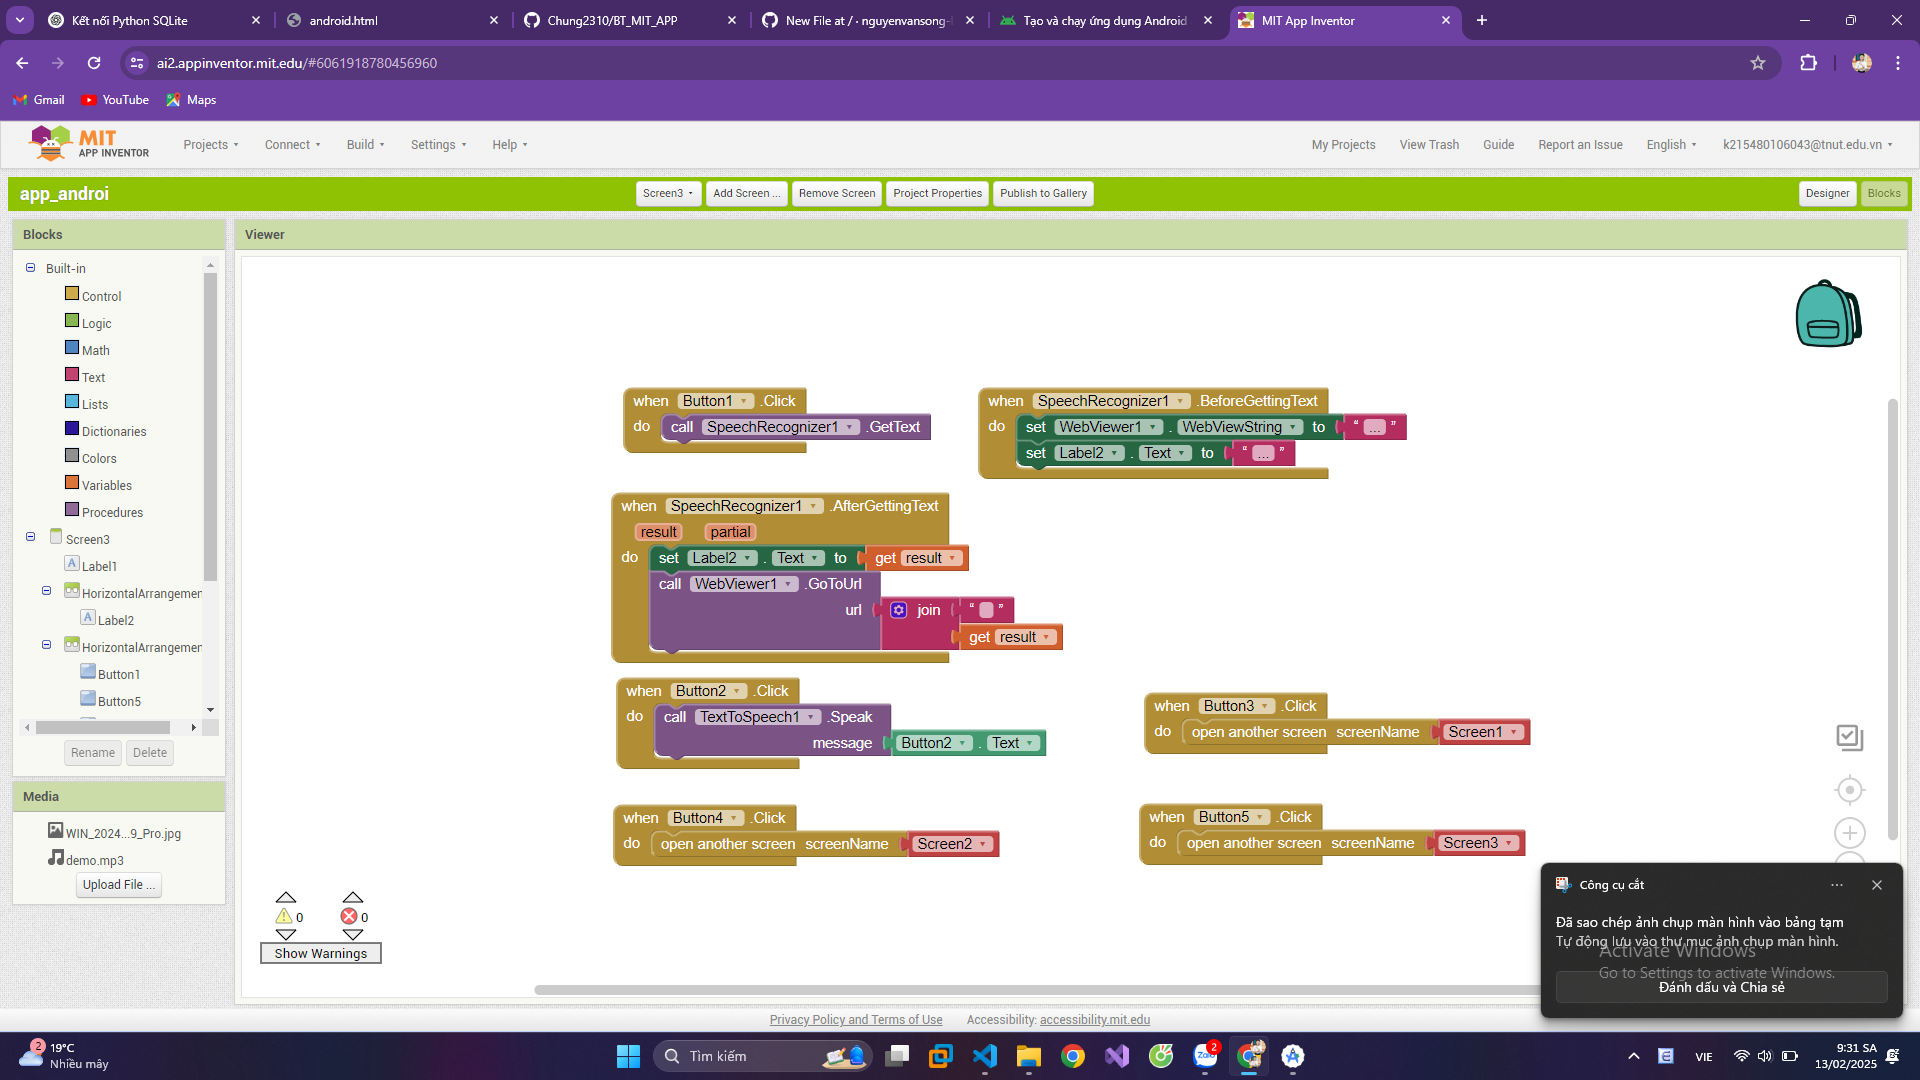 Kết nối Python SQLite
android.html
Chung2310/BT_MIT_APP
New File at / · nguyenvansong-
Tạo và chạy ứng dụng Android
MIT App Inventor
ai2.appinventor.mit.edu/#6061918780456960
Gmail
YouTube
Maps
MIT
APP INVENTOR
Projects
Connect
Build
Settings
Help
My Projects
View Trash
Guide
Report an Issue
English
k215480106043@tnut.edu.vn
app_androi
Screen3
Add Screen ...
Remove Screen
Project Properties
Publish to Gallery
Designer
Blocks
Blocks
Viewer
Built-in
Control
Logic
Math
Text
Lists
Dictionaries
Colors
Variables
Procedures
Screen3
Label1
HorizontalArrangemen
Label2
HorizontalArrangemen
Button1
Button5
Rename
Delete
Media
WIN_2024...9_Pro.jpg
demo.mp3
Upload File ...
when Button1 .Click
do call SpeechRecognizer1 .GetText
when SpeechRecognizer1 .BeforeGettingText
do set WebViewer1 . WebViewString to “ ... ”
set Label2 . Text to “ ... ”
when SpeechRecognizer1 .AfterGettingText
result partial
do set Label2 . Text to get result
call WebViewer1 .GoToUrl
url join “ ”
get result
when Button2 .Click
do call TextToSpeech1 .Speak
message Button2 . Text
when Button3 .Click
do open another screen screenName Screen1
when Button4 .Click
do open another screen screenName Screen2
when Button5 .Click
do open another screen screenName Screen3
0
0
Show Warnings
Công cụ cắt
Đã sao chép ảnh chụp màn hình vào bảng tạm
Tự động lưu vào thư mục ảnh chụp màn hình.
Activate Windows
Go to Settings to activate Windows.
Đánh dấu và Chia sẻ
Privacy Policy and Terms of Use
Accessibility: accessibility.mit.edu
2
19°C
Nhiều mây
Tìm kiếm
Zalo
2
VIE
9:31 SA
13/02/2025